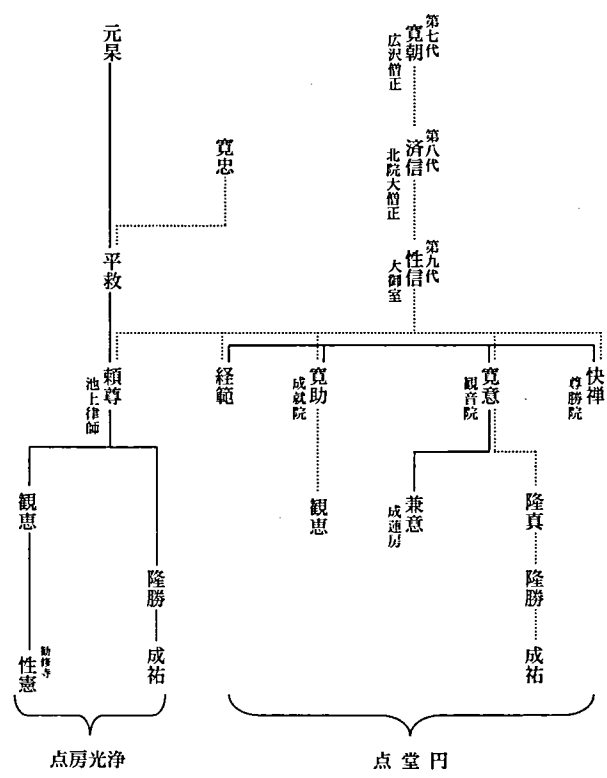 第七代
寛朝
広沢僧正
第八代
済信
北院大僧正
第九代
性信
大御室
元杲
寛忠
平救
快禅
尊勝院
寛意
観音院
寛助
成就院
経範
頼尊
池上律師
隆真
隆勝
成祐
兼意
成蓮房
観恵
隆勝
成祐
観恵
勧修寺
性憲
点堂円
点房光浄